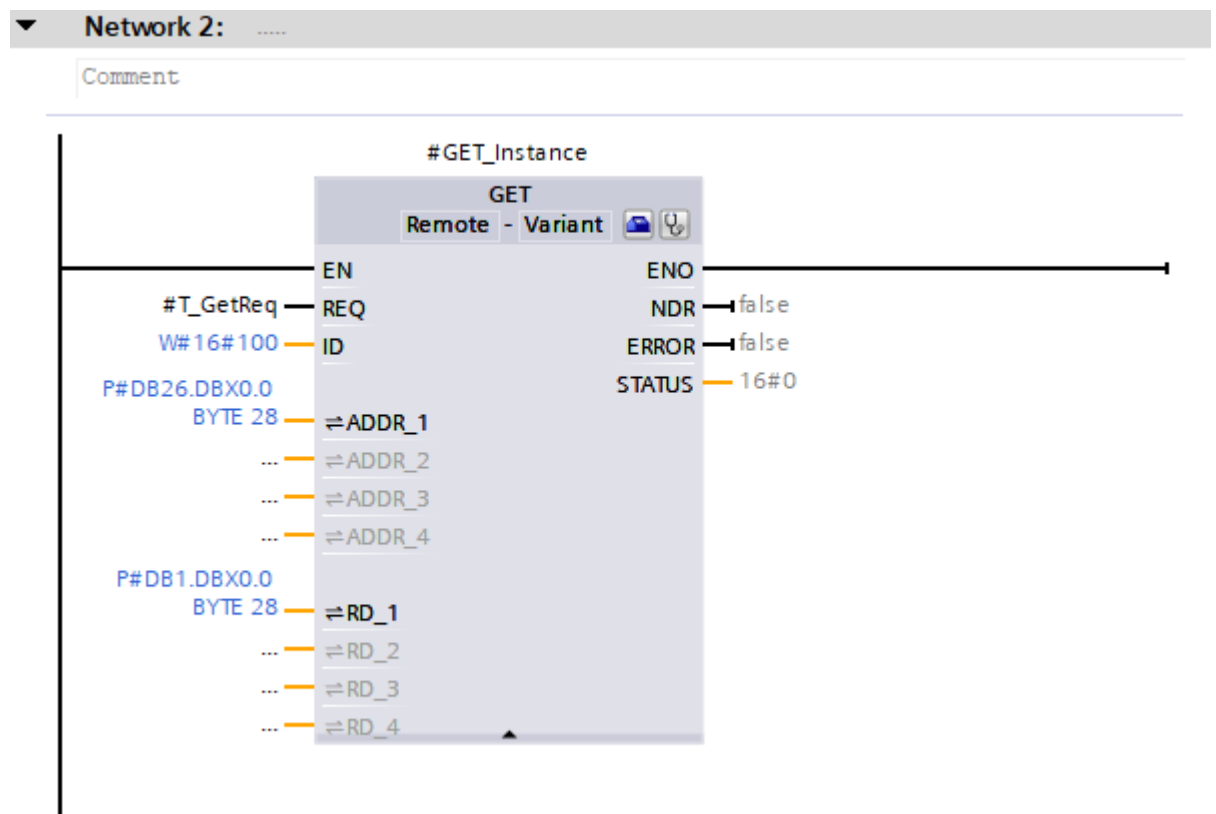 Network 2: .....
Comment
#GET_Instance
GET
Remote - Variant
EN ENO
#T_GetReq REQ NDR false
W#16#100 ID ERROR false
P#DB26.DBX0.0 STATUS 16#0
BYTE 28 ⇌ADDR_1
... ⇌ADDR_2
... ⇌ADDR_3
... ⇌ADDR_4
P#DB1.DBX0.0
BYTE 28 ⇌RD_1
... ⇌RD_2
... ⇌RD_3
... ⇌RD_4